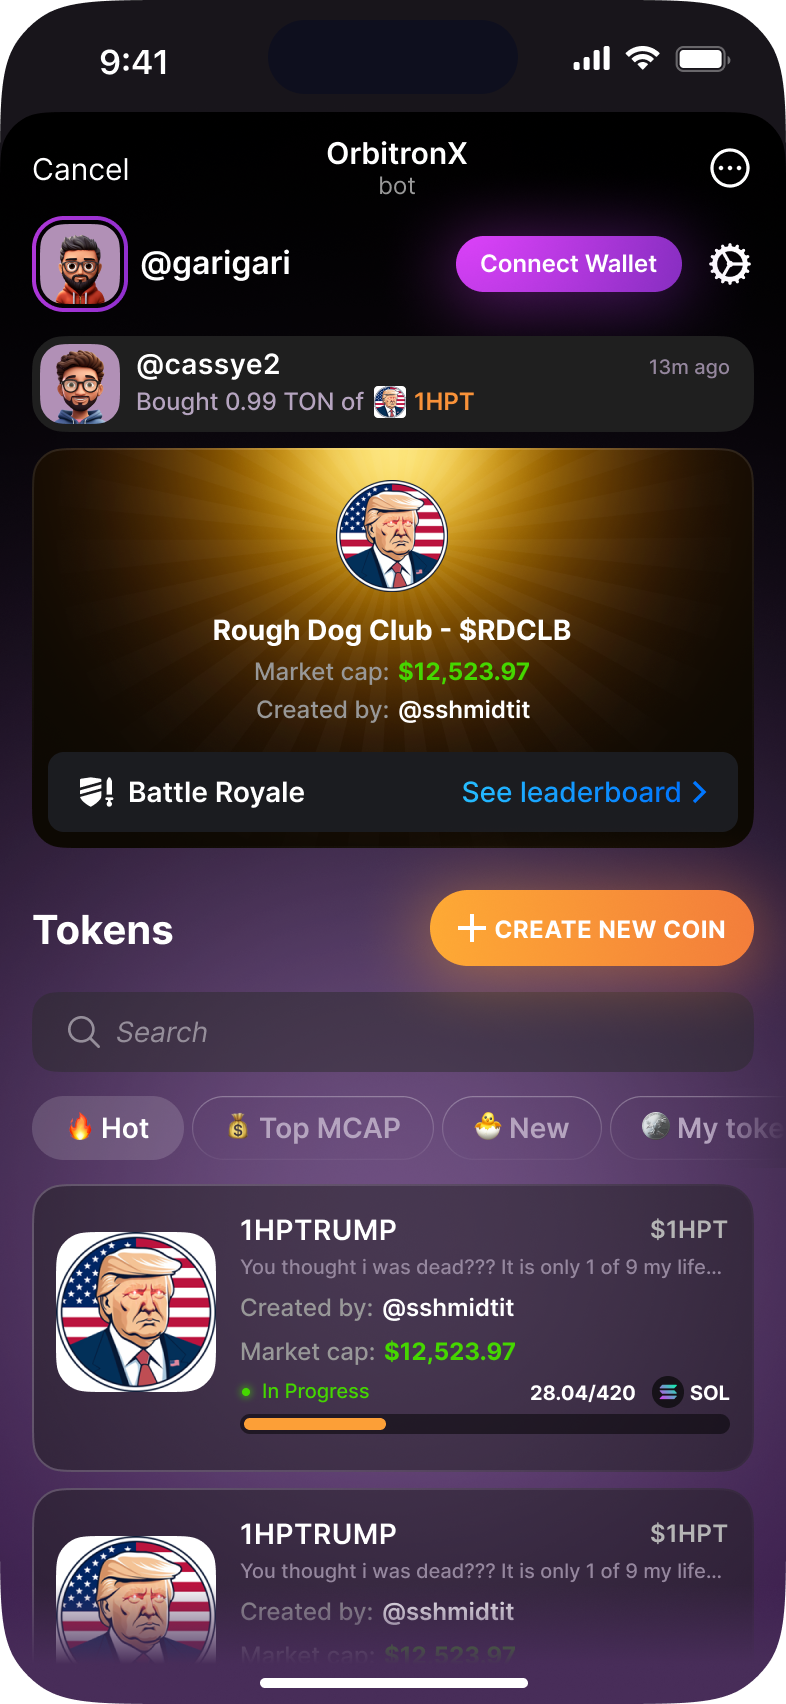 9:41
Cancel
OrbitronX
bot
@garigari
Connect Wallet
@cassye2
13m ago
Bought 0.99 TON of 1HPT
Rough Dog Club - $RDCLB
Market cap: $12,523.97
Created by: @sshmidtit
Battle Royale
See leaderboard
Tokens
CREATE NEW COIN
Search
Hot
Top MCAP
New
My toke
1HPTRUMP
$1HPT
You thought i was dead??? It is only 1 of 9 my life...
Created by: @sshmidtit
Market cap: $12,523.97
In Progress
28.04/420
SOL
1HPTRUMP
$1HPT
You thought i was dead??? It is only 1 of 9 my life...
Created by: @sshmidtit
Market cap: $12,523.97